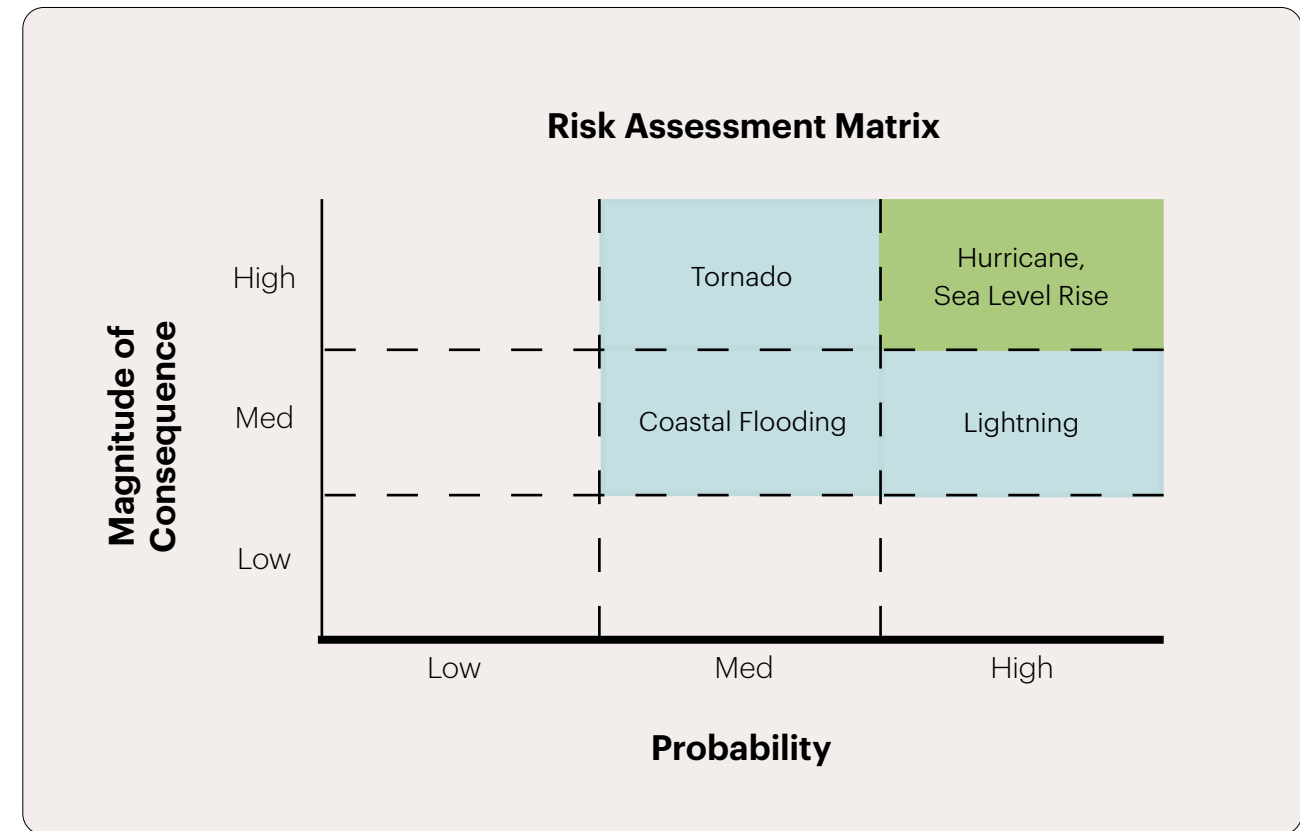 Risk Assessment Matrix
Magnitude of
Consequence
High
Tornado
Hurricane,
Sea Level Rise
Med
Coastal Flooding
Lightning
Low
Low
Med
High
Probability